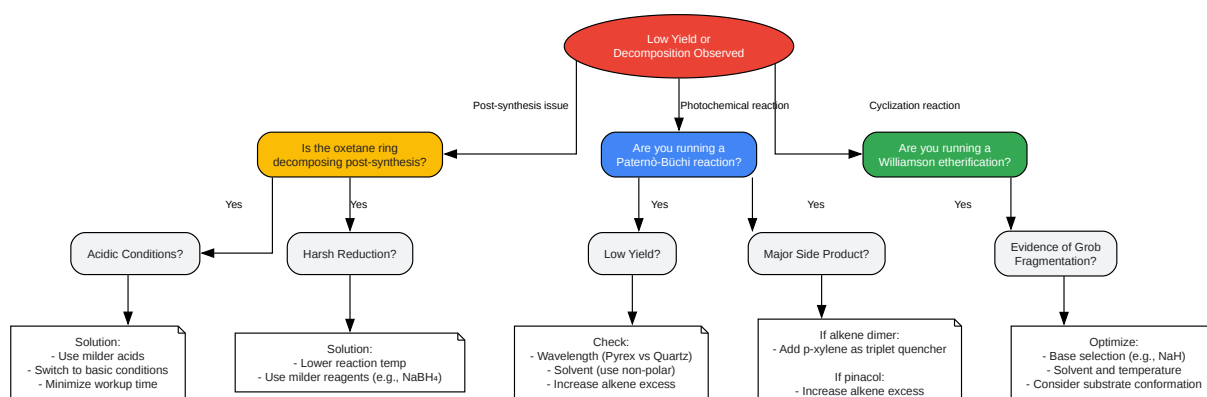 Low Yield or
Decomposition Observed
Post-synthesis issue
Photochemical reaction
Cyclization reaction
Is the oxetane ring
decomposing post-synthesis?
Are you running a
Paternò-Büchi reaction?
Are you running a
Williamson etherification?
Yes
Yes
Yes
Yes
Yes
Acidic Conditions?
Harsh Reduction?
Low Yield?
Major Side Product?
Evidence of Grob
Fragmentation?
Solution:
- Use milder acids
- Switch to basic conditions
- Minimize workup time
Solution:
- Lower reaction temp
- Use milder reagents (e.g., NaBH₄)
Check:
- Wavelength (Pyrex vs Quartz)
- Solvent (use non-polar)
- Increase alkene excess
If alkene dimer:
- Add p-xylene as triplet quencher
If pinacol:
- Increase alkene excess
Optimize:
- Base selection (e.g., NaH)
- Solvent and temperature
- Consider substrate conformation